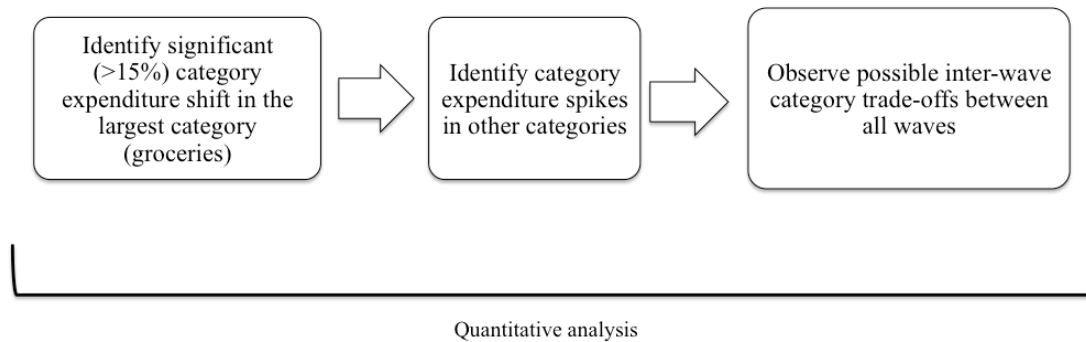 Identify significant
(>15%) category
expenditure shift in the
largest category
(groceries)
Identify category
expenditure spikes
in other categories
Observe possible inter-wave
category trade-offs between
all waves
Quantitative analysis